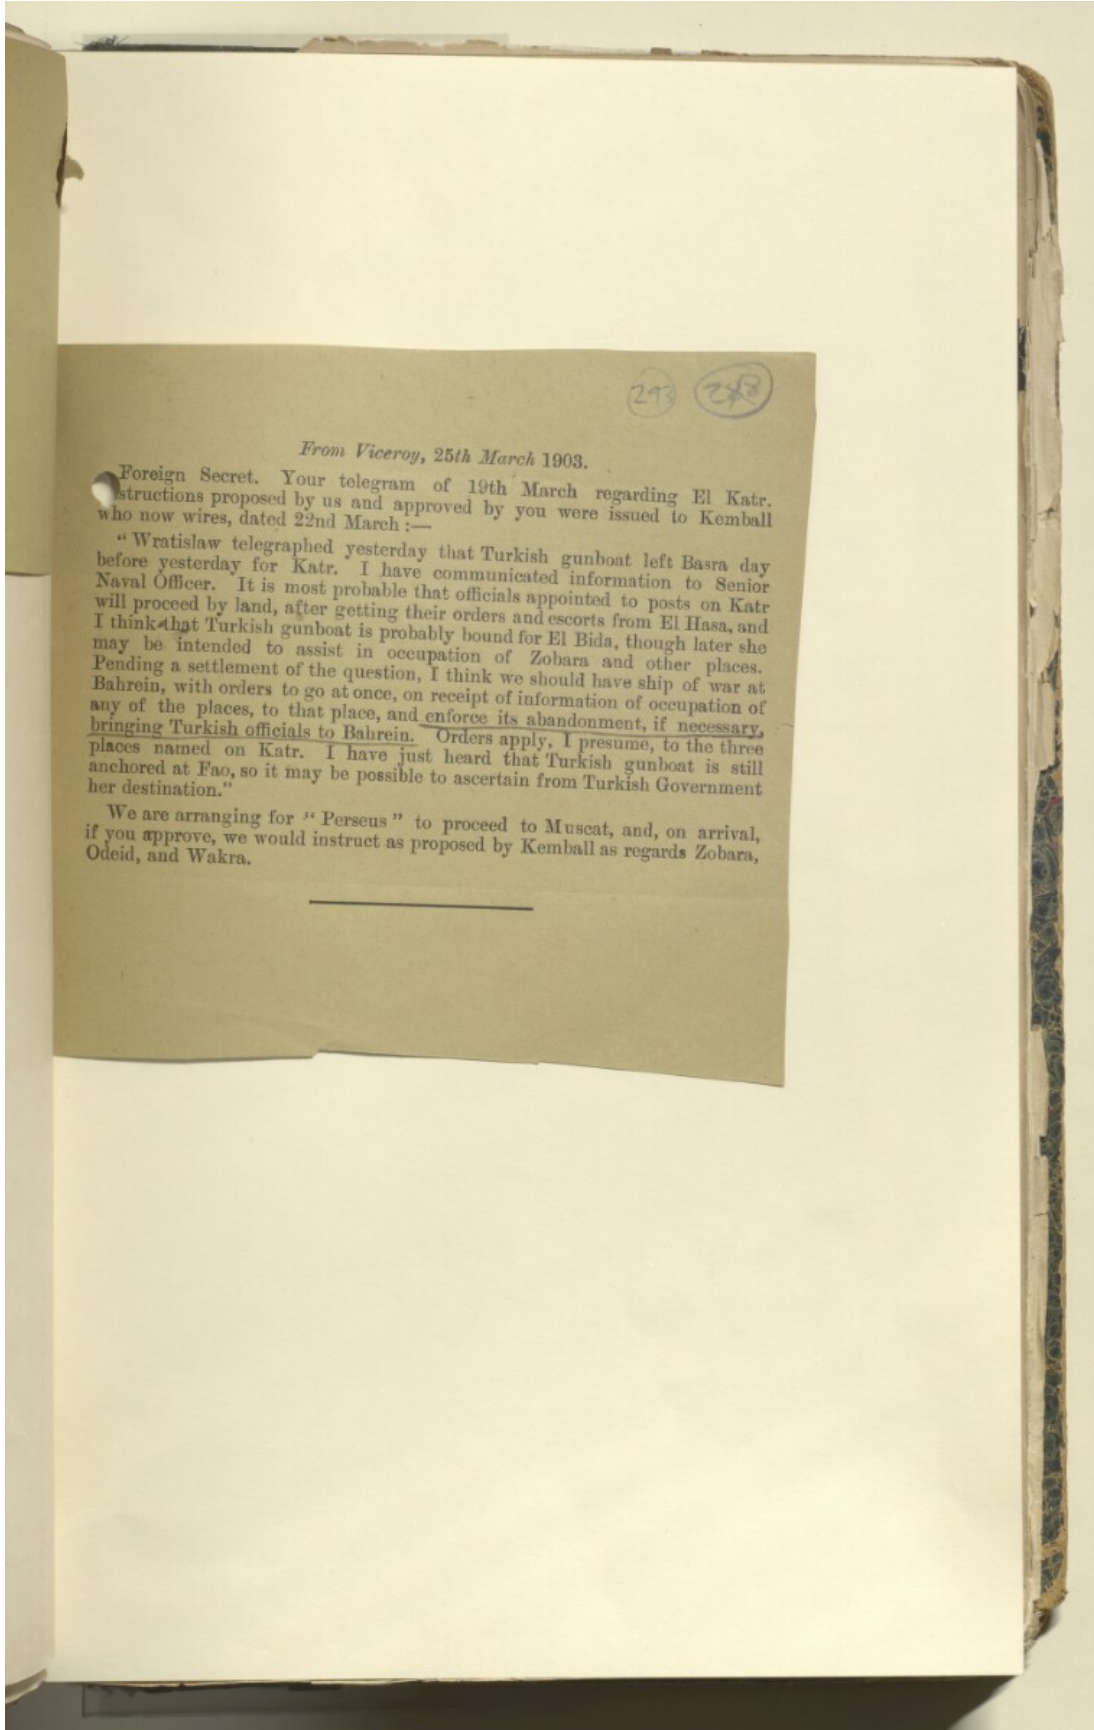 293
From Viceroy, 25th March 1903.
Foreign Secret. Your telegram of 19th March regarding El Katr.
structions proposed by us and approved by you were issued to Kemball
who now wires, dated 22nd March :—
“Wratislaw telegraphed yesterday that Turkish gunboat left Basra day
before yesterday for Katr. I have communicated information to Senior
Naval Officer. It is most probable that officials appointed to posts on Katr
will proceed by land, after getting their orders and escorts from El Hasa, and
I think that Turkish gunboat is probably bound for El Bida, though later she
may be intended to assist in occupation of Zobara and other places.
Pending a settlement of the question, I think we should have ship of war at
Bahrein, with orders to go at once, on receipt of information of occupation of
any of the places, to that place, and enforce its abandonment, if necessary,
bringing Turkish officials to Bahrein. Orders apply, I presume, to the three
places named on Katr. I have just heard that Turkish gunboat is still
anchored at Fao, so it may be possible to ascertain from Turkish Government
her destination.”
We are arranging for “Perseus” to proceed to Muscat, and, on arrival,
if you approve, we would instruct as proposed by Kemball as regards Zobara,
Odeid, and Wakra.